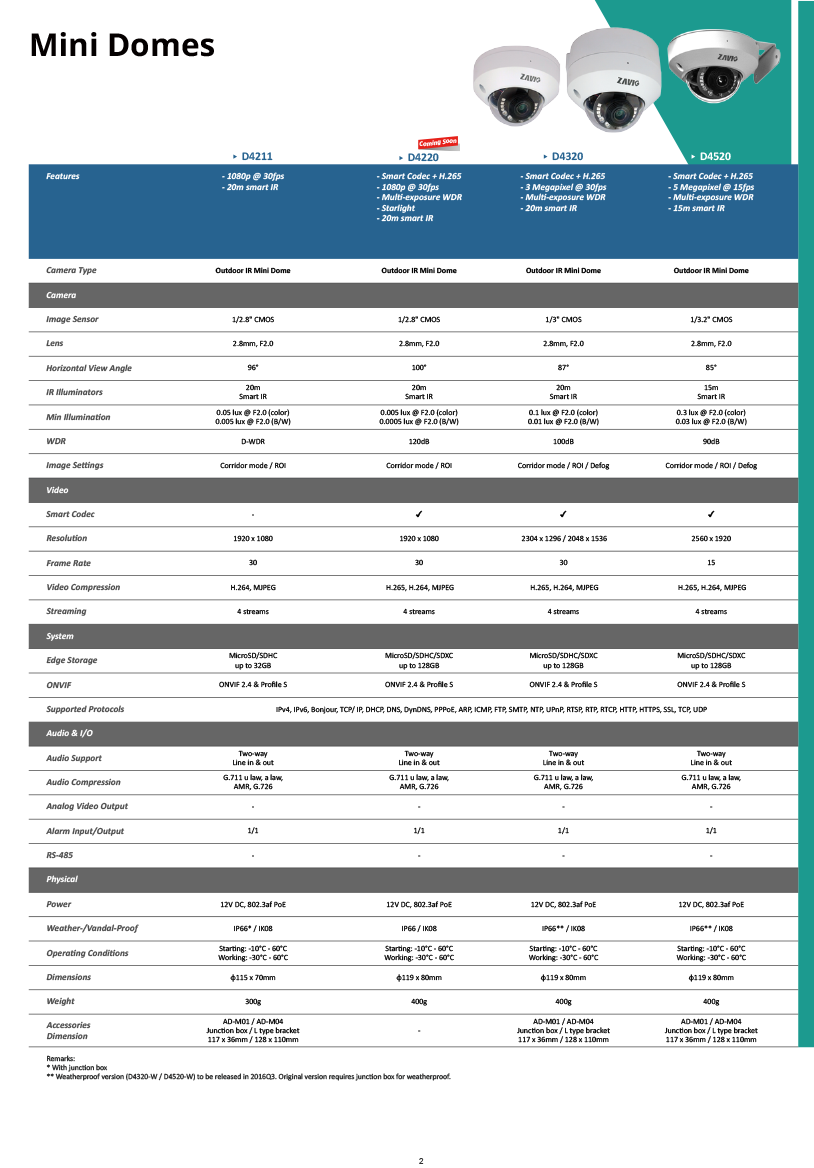 Mini Domes
ZAVIO
ZAVIO
ZAVIO
Coming Soon
▸ D4211 ▸ D4220 ▸ D4320 ▸ D4520
Features - 1080p @ 30fps - Smart Codec + H.265 - Smart Codec + H.265 - Smart Codec + H.265
- 20m smart IR - 1080p @ 30fps - 3 Megapixel @ 30fps - 5 Megapixel @ 15fps
- Multi-exposure WDR - Multi-exposure WDR - Multi-exposure WDR
- Starlight - 20m smart IR - 15m smart IR
- 20m smart IR
Camera Type Outdoor IR Mini Dome Outdoor IR Mini Dome Outdoor IR Mini Dome Outdoor IR Mini Dome
Camera
Image Sensor 1/2.8" CMOS 1/2.8" CMOS 1/3" CMOS 1/3.2" CMOS
Lens 2.8mm, F2.0 2.8mm, F2.0 2.8mm, F2.0 2.8mm, F2.0
Horizontal View Angle 96° 100° 87° 85°
IR Illuminators 20m 20m 20m 15m
Smart IR Smart IR Smart IR Smart IR
Min Illumination 0.05 lux @ F2.0 (color) 0.005 lux @ F2.0 (color) 0.1 lux @ F2.0 (color) 0.3 lux @ F2.0 (color)
0.005 lux @ F2.0 (B/W) 0.0005 lux @ F2.0 (B/W) 0.01 lux @ F2.0 (B/W) 0.03 lux @ F2.0 (B/W)
WDR D-WDR 120dB 100dB 90dB
Image Settings Corridor mode / ROI Corridor mode / ROI Corridor mode / ROI / Defog Corridor mode / ROI / Defog
Video
Smart Codec - ✓ ✓ ✓
Resolution 1920 x 1080 1920 x 1080 2304 x 1296 / 2048 x 1536 2560 x 1920
Frame Rate 30 30 30 15
Video Compression H.264, MJPEG H.265, H.264, MJPEG H.265, H.264, MJPEG H.265, H.264, MJPEG
Streaming 4 streams 4 streams 4 streams 4 streams
System
Edge Storage MicroSD/SDHC MicroSD/SDHC/SDXC MicroSD/SDHC/SDXC MicroSD/SDHC/SDXC
up to 32GB up to 128GB up to 128GB up to 128GB
ONVIF ONVIF 2.4 & Profile S ONVIF 2.4 & Profile S ONVIF 2.4 & Profile S ONVIF 2.4 & Profile S
Supported Protocols IPv4, IPv6, Bonjour, TCP/ IP, DHCP, DNS, DynDNS, PPPoE, ARP, ICMP, FTP, SMTP, NTP, UPnP, RTSP, RTP, RTCP, HTTP, HTTPS, SSL, TCP, UDP
Audio & I/O
Audio Support Two-way Two-way Two-way Two-way
Line in & out Line in & out Line in & out Line in & out
Audio Compression G.711 u law, a law, G.711 u law, a law, G.711 u law, a law, G.711 u law, a law,
AMR, G.726 AMR, G.726 AMR, G.726 AMR, G.726
Analog Video Output - - - -
Alarm Input/Output 1/1 1/1 1/1 1/1
RS-485 - - - -
Physical
Power 12V DC, 802.3af PoE 12V DC, 802.3af PoE 12V DC, 802.3af PoE 12V DC, 802.3af PoE
Weather-/Vandal-Proof IP66* / IK08 IP66 / IK08 IP66** / IK08 IP66** / IK08
Operating Conditions Starting: -10°C - 60°C Starting: -10°C - 60°C Starting: -10°C - 60°C Starting: -10°C - 60°C
Working: -30°C - 60°C Working: -30°C - 60°C Working: -30°C - 60°C Working: -30°C - 60°C
Dimensions ϕ115 x 70mm ϕ119 x 80mm ϕ119 x 80mm ϕ119 x 80mm
Weight 300g 400g 400g 400g
Accessories AD-M01 / AD-M04 - AD-M01 / AD-M04 AD-M01 / AD-M04
Dimension Junction box / L type bracket Junction box / L type bracket Junction box / L type bracket
117 x 36mm / 128 x 110mm 117 x 36mm / 128 x 110mm 117 x 36mm / 128 x 110mm
Remarks:
* With junction box
** Weatherproof version (D4320-W / D4520-W) to be released in 2016Q3. Original version requires junction box for weatherproof.
2